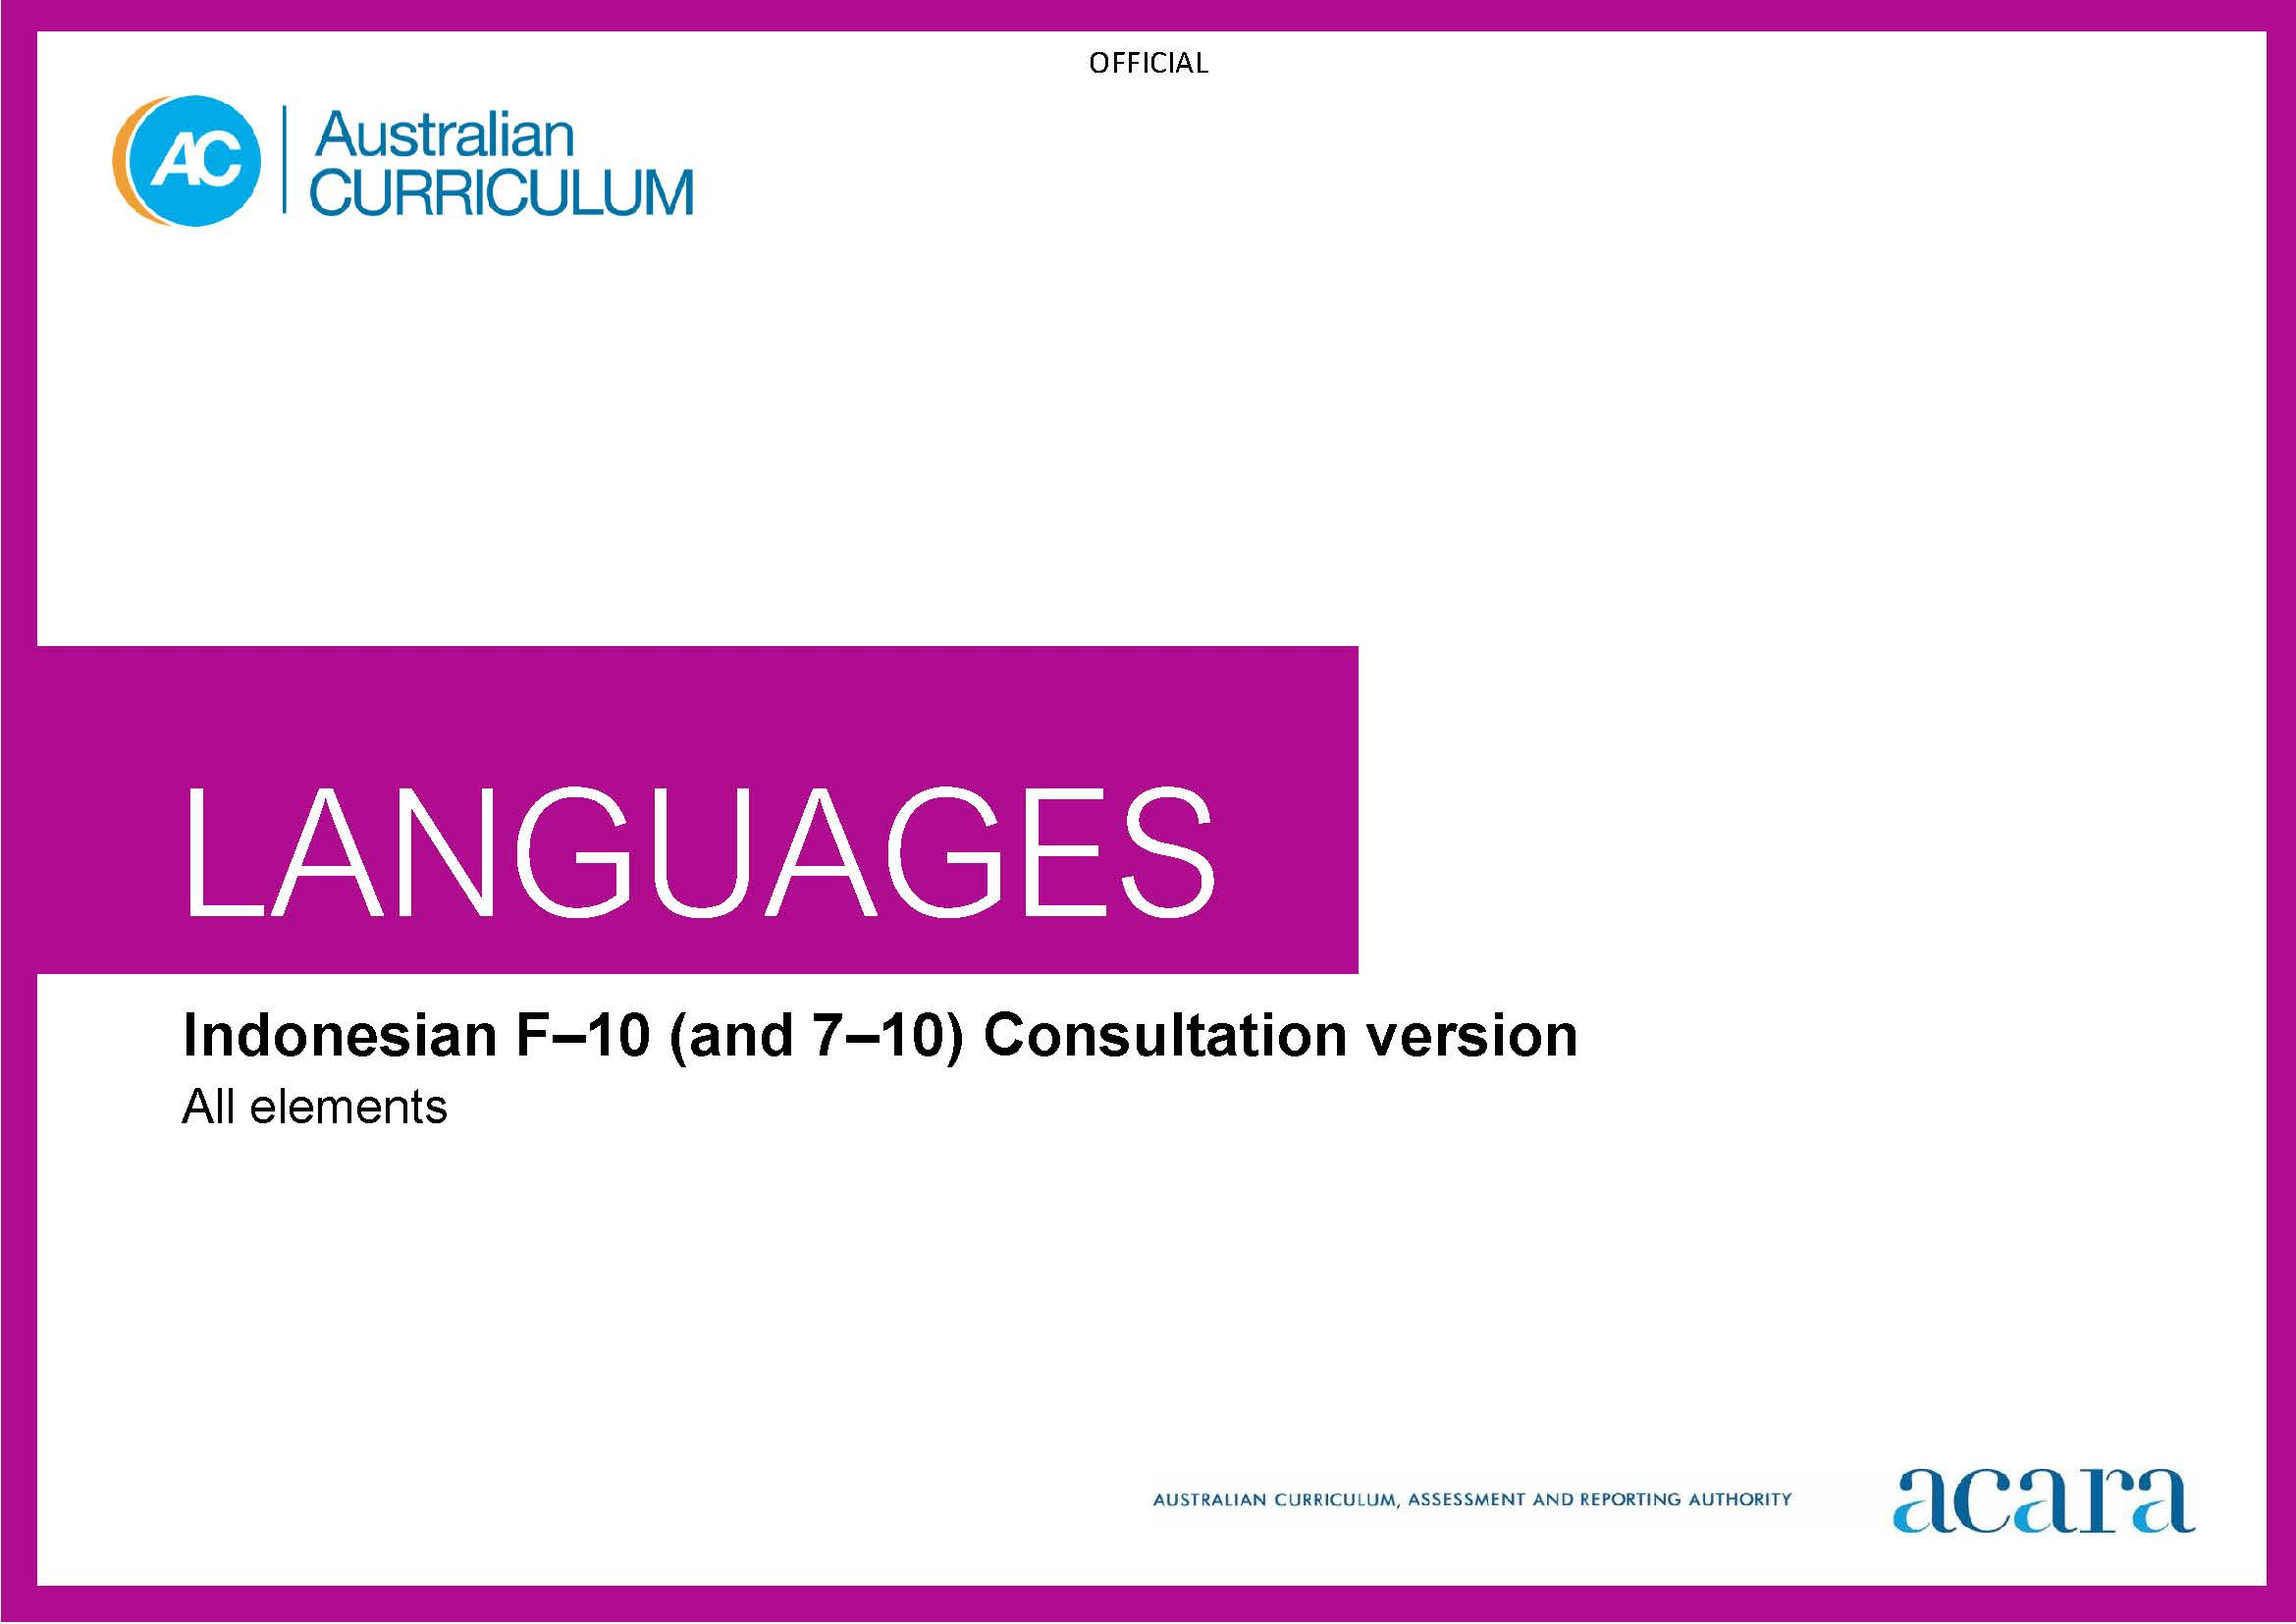 OFFICIAL
AC
Australian
CURRICULUM
LANGUAGES
Indonesian F–10 (and 7–10) Consultation version
All elements
AUSTRALIAN CURRICULUM, ASSESSMENT AND REPORTING AUTHORITY
acara